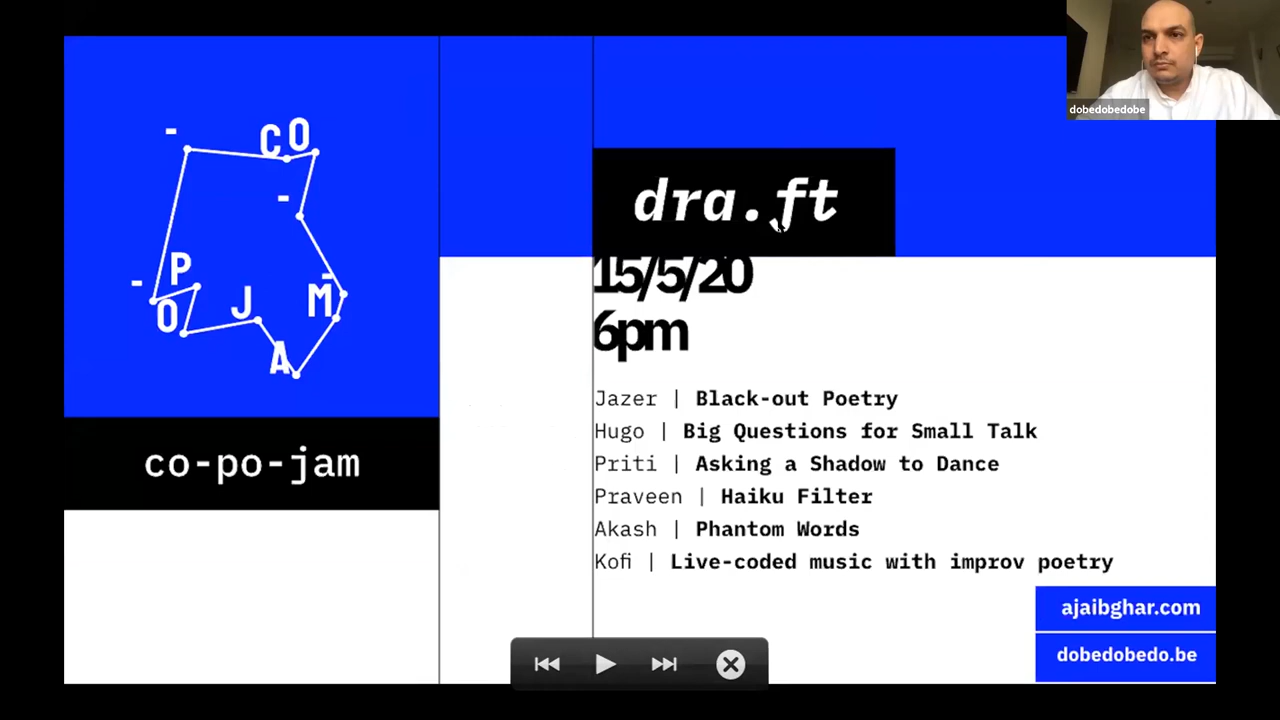 dobedobedobe
- CO
-
-
- P
O J M
A
co-po-jam
dra.ft
15/5/20
6pm
Jazer | Black-out Poetry
Hugo | Big Questions for Small Talk
Priti | Asking a Shadow to Dance
Praveen | Haiku Filter
Akash | Phantom Words
Kofi | Live-coded music with improv poetry
ajaibghar.com
dobedobedo.be